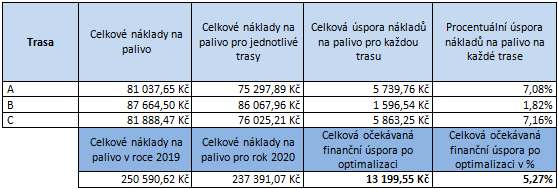 Trasa
Celkové náklady na
palivo
Celkové náklady na
palivo pro jednotlivé
trasy
Celková úspora nákladů
na palivo pro každou
trasu
Procentuální úspora
nákladů na palivo na
každé trase
A 81 037,65 Kč 75 297,89 Kč 5 739,76 Kč 7,08%
B 87 664,50 Kč 86 067,96 Kč 1 596,54 Kč 1,82%
C 81 888,47 Kč 76 025,21 Kč 5 863,25 Kč 7,16%
Celkové náklady na
palivo v roce 2019
Celkové náklady na
palivo pro rok 2020
Celková očekávaná
finanční úspora po
optimalizaci
Celková očekávaná
finanční úspora po
optimalizaci v %
250 590,62 Kč 237 391,07 Kč 13 199,55 Kč 5,27%